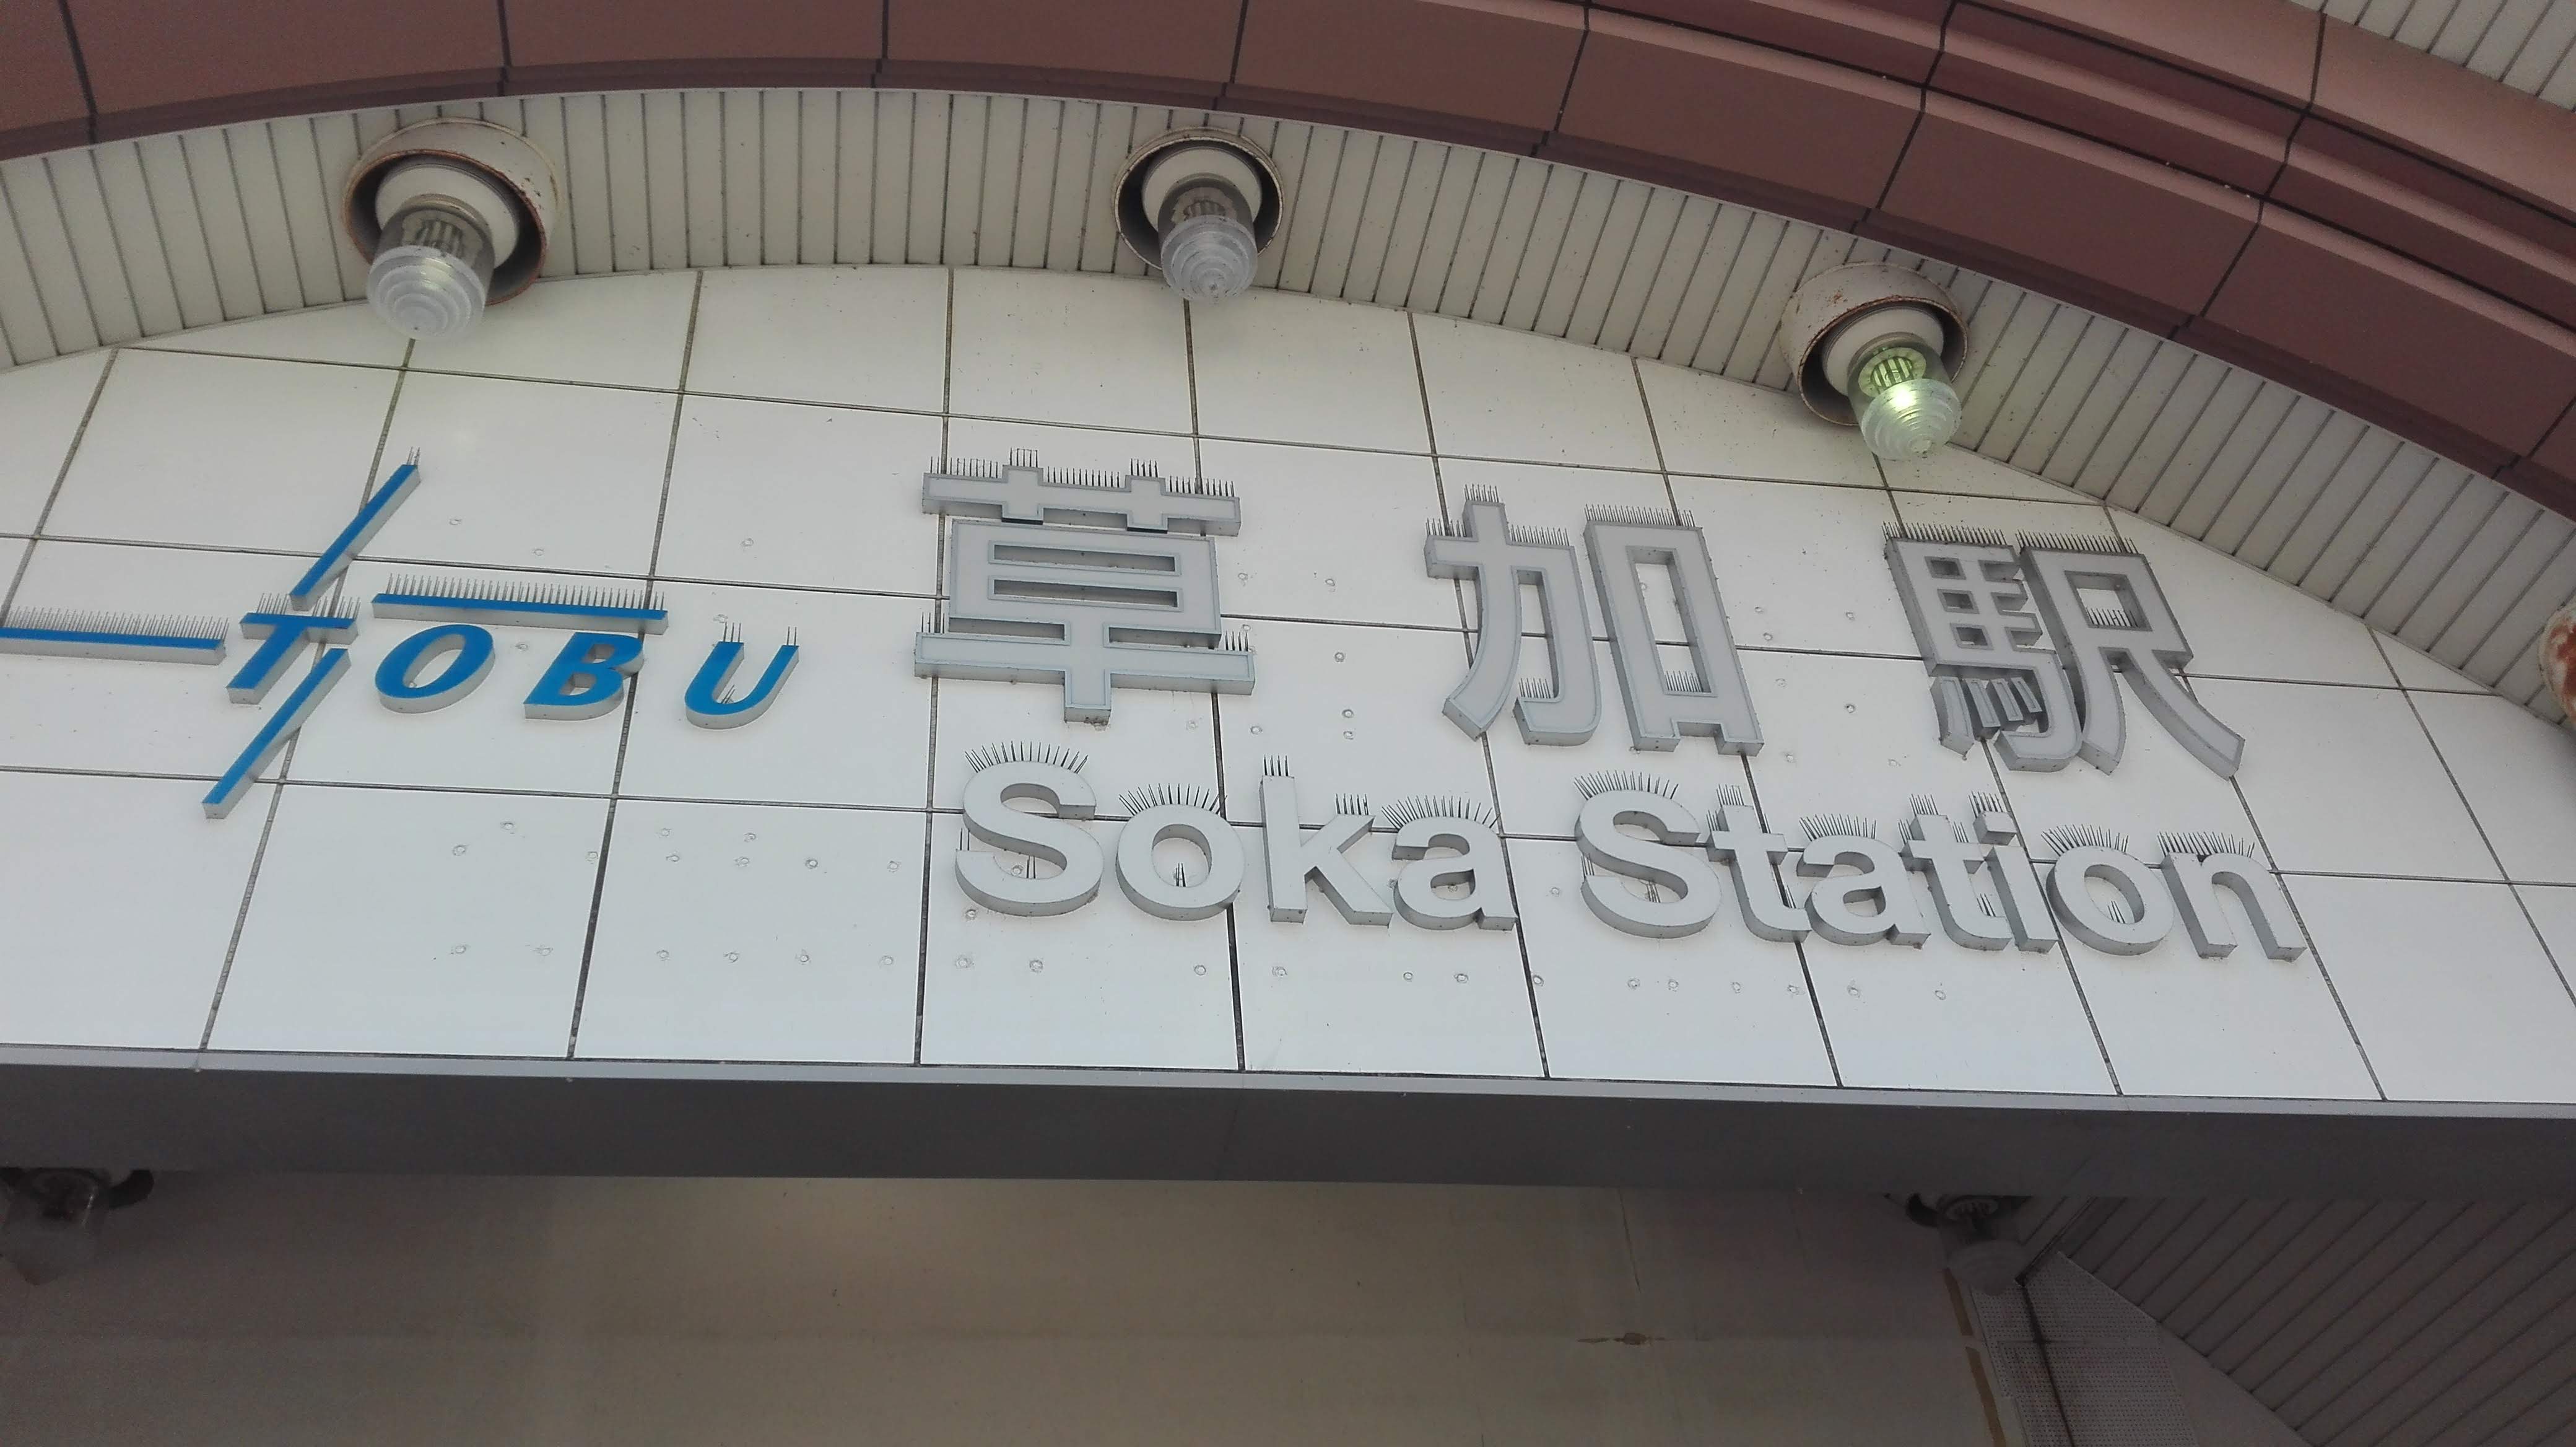 TOBU 草加駅
Soka Station